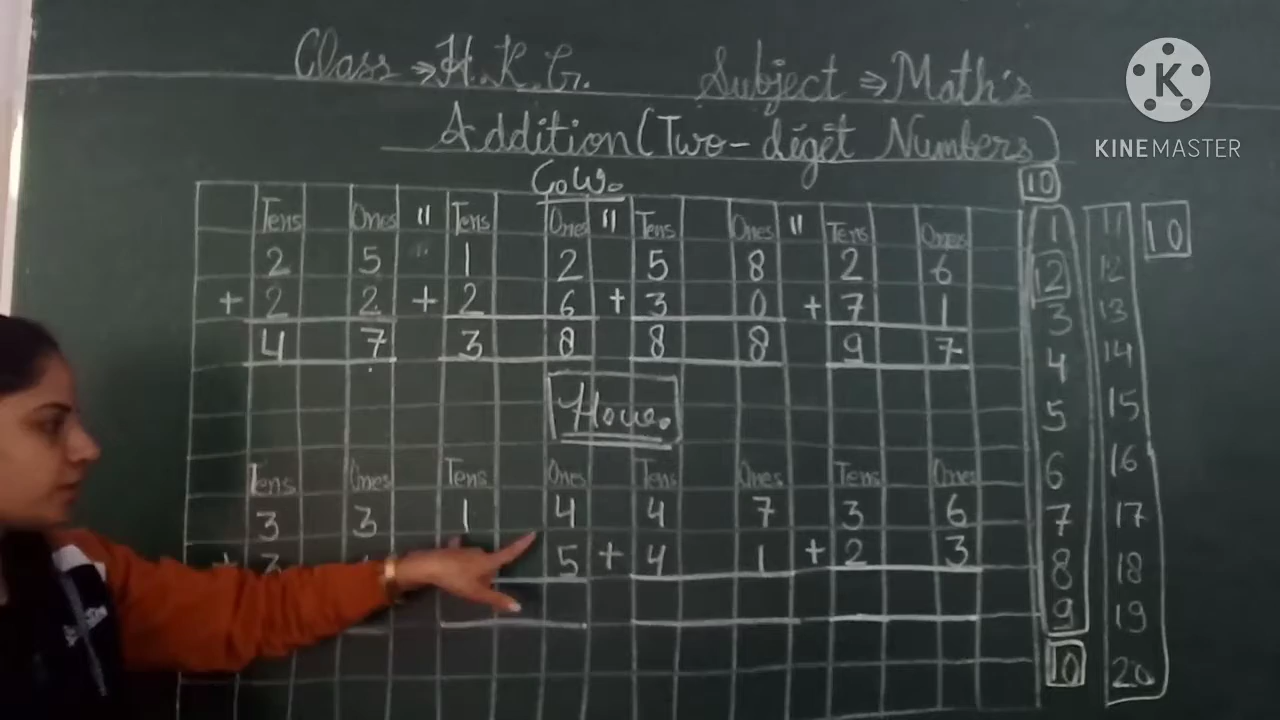 Class ⇒ H.K.G. Subject ⇒ Math's
K
KINEMASTER
Addition (Two-digit Numbers)
C.W.
10
Tens Ones " Tens Ones " Tens Ones " Tens Ones
2 5 1 2 5 8 2 6
+ 2 2 + 2 6 + 3 0 + 7 1
4 7 3 8 8 8 9 7
H.w.
Tens Ones Tens Ones Tens Ones Tens Ones
3 3 1 4 4 7 3 6
+ 3 5 + 4 1 + 2 3
1 11 10
2 12
3 13
4 14
5 15
6 16
7 17
8 18
9 19
10 20